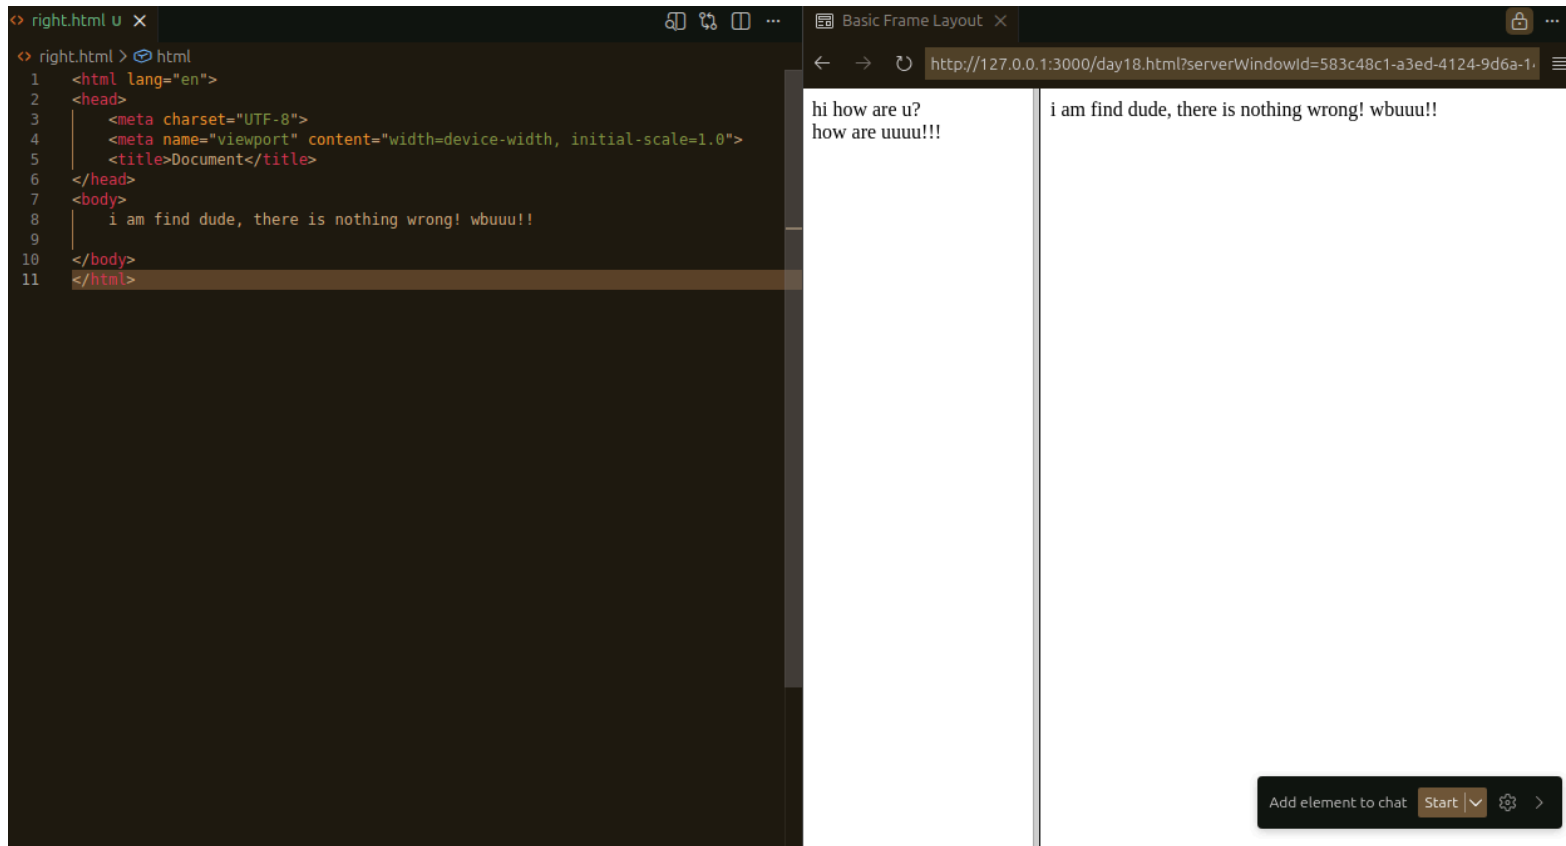 right.html U
right.html > html
1 <html lang="en">
2 <head>
3 <meta charset="UTF-8">
4 <meta name="viewport" content="width=device-width, initial-scale=1.0">
5 <title>Document</title>
6 </head>
7 <body>
8 i am find dude, there is nothing wrong! wbuuu!!
9
10 </body>
11 </html>
Basic Frame Layout
http://127.0.0.1:3000/day18.html?serverWindowId=583c48c1-a3ed-4124-9d6a-1
hi how are u?
how are uuuu!!!
i am find dude, there is nothing wrong! wbuuu!!
Add element to chat Start